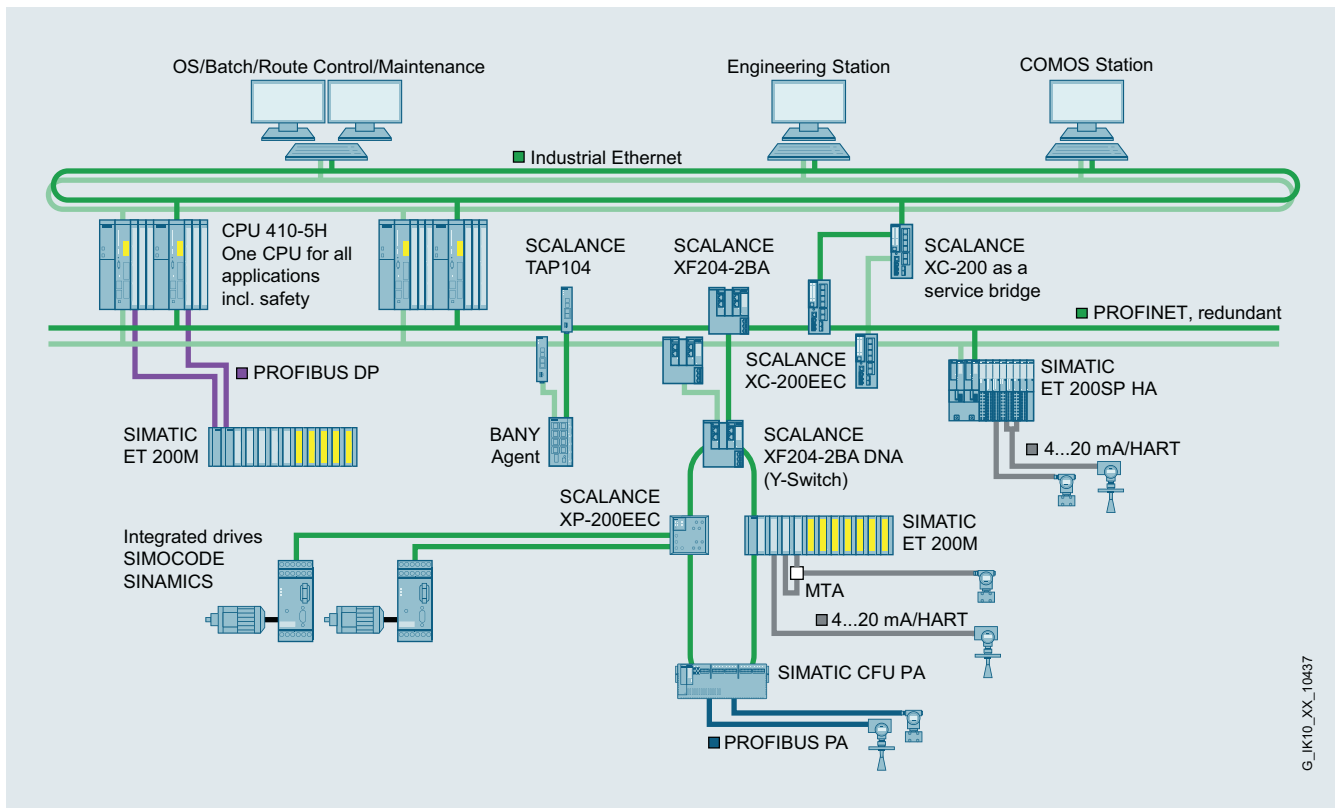 OS/Batch/Route Control/Maintenance
Engineering Station
COMOS Station
Industrial Ethernet
CPU 410-5H
One CPU for all
applications
incl. safety
SCALANCE
TAP104
SCALANCE
XF204-2BA
SCALANCE
XC-200 as a
service bridge
PROFINET, redundant
PROFIBUS DP
SCALANCE
XC-200EEC
SIMATIC
ET 200SP HA
SIMATIC
ET 200M
BANY
Agent
SCALANCE
XF204-2BA DNA
(Y-Switch)
4...20 mA/HART
SCALANCE
XP-200EEC
SIMATIC
ET 200M
Integrated drives
SIMOCODE
SINAMICS
MTA
4...20 mA/HART
SIMATIC CFU PA
PROFIBUS PA
G_IK10_XX_10437